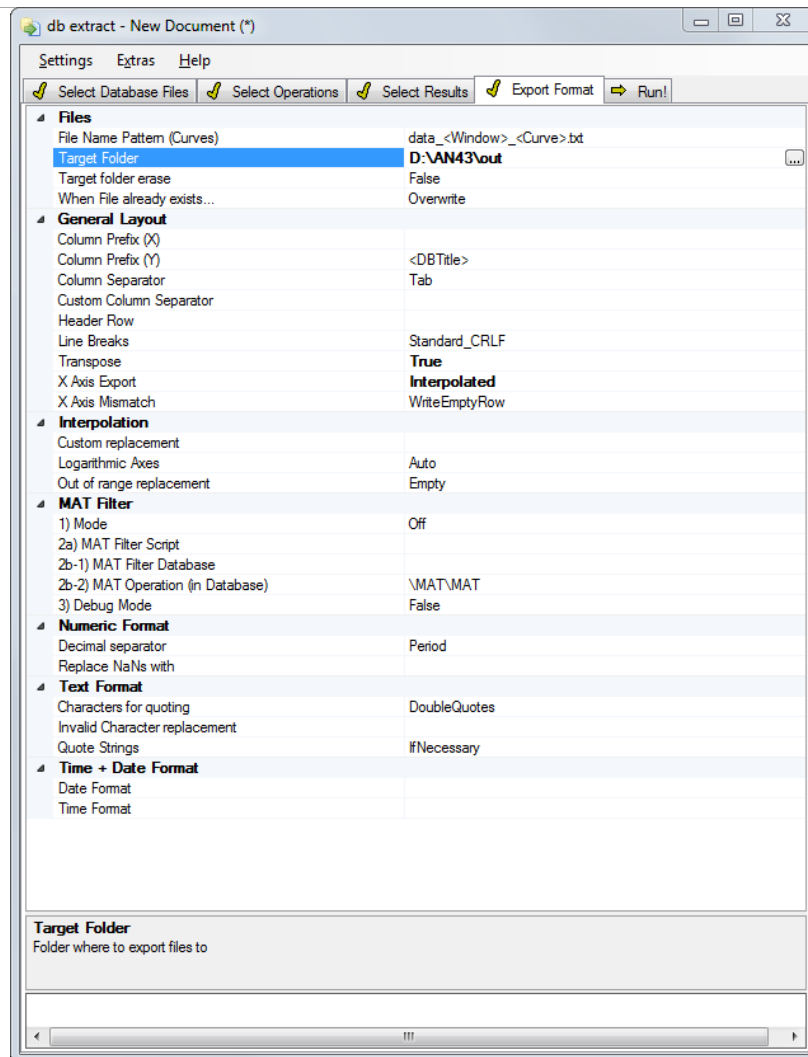 db extract - New Document (*)
Settings Extras Help
Select Database Files Select Operations Select Results Export Format Run!
Files
File Name Pattern (Curves) data_<Window>_<Curve>.txt
Target Folder D:\AN43\out ...
Target folder erase False
When File already exists... Overwrite
General Layout
Column Prefix (X)
Column Prefix (Y) <DBTitle>
Column Separator Tab
Custom Column Separator
Header Row
Line Breaks Standard_CRLF
Transpose True
X Axis Export Interpolated
X Axis Mismatch WriteEmptyRow
Interpolation
Custom replacement
Logarithmic Axes Auto
Out of range replacement Empty
MAT Filter
1) Mode Off
2a) MAT Filter Script
2b-1) MAT Filter Database
2b-2) MAT Operation (in Database) \MAT\MAT
3) Debug Mode False
Numeric Format
Decimal separator Period
Replace NaNs with
Text Format
Characters for quoting DoubleQuotes
Invalid Character replacement
Quote Strings IfNecessary
Time + Date Format
Date Format
Time Format
Target Folder
Folder where to export files to